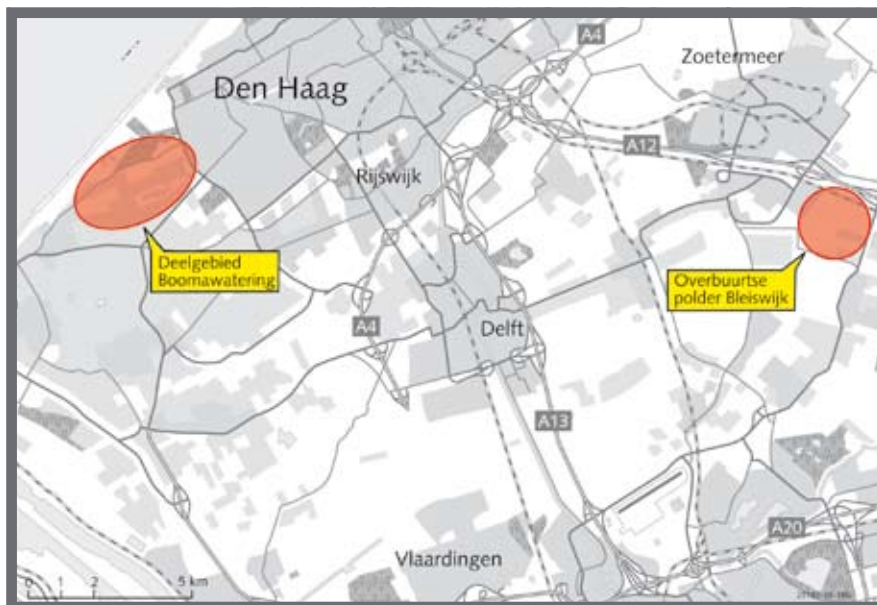 A4
Zoetermeer
Den Haag
A12
Rijswijk
Deelgebied
Boomawatering
Overbuurtse
polder Bleiswijk
A4
Delft
A13
A20
Vlaardingen
0 1 2 5 km